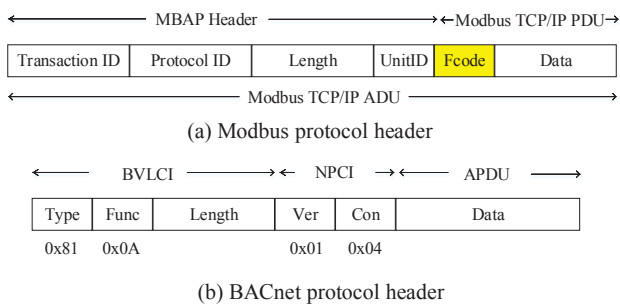 MBAP Header Modbus TCP/IP PDU
Transaction ID Protocol ID Length UnitID Fcode Data
Modbus TCP/IP ADU
(a) Modbus protocol header
BVLCI NPCI APDU
Type Func Length Ver Con Data
0x81 0x0A 0x01 0x04
(b) BACnet protocol header